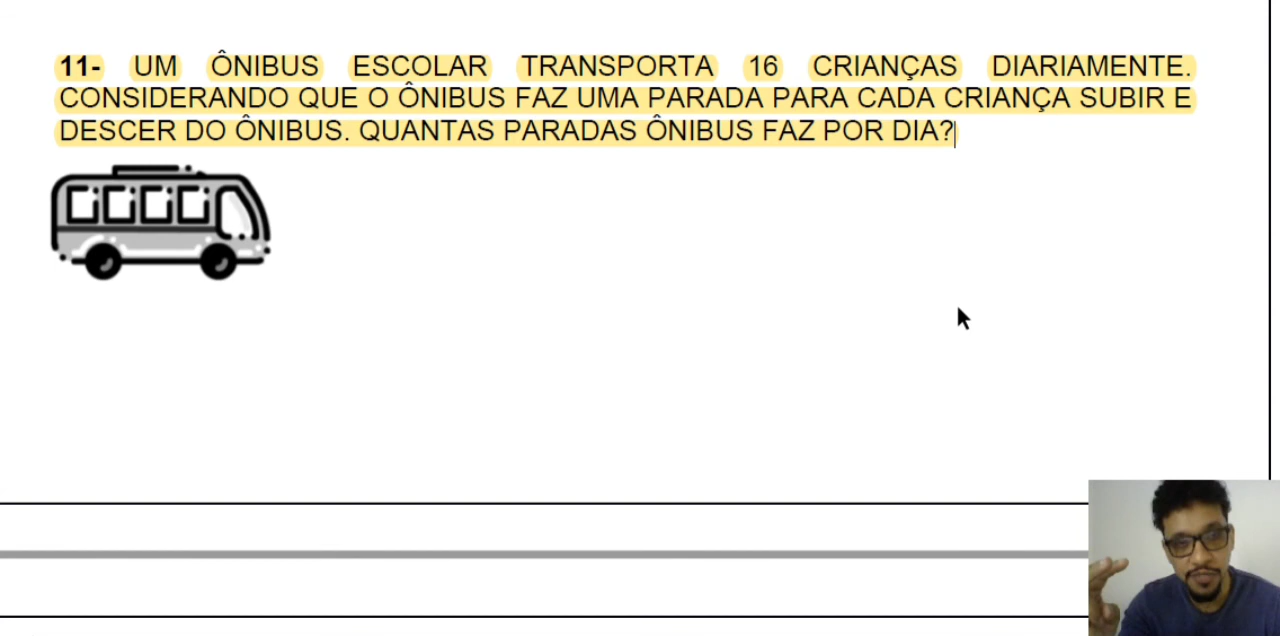 11- UM ÔNIBUS ESCOLAR TRANSPORTA 16 CRIANÇAS DIARIAMENTE.
CONSIDERANDO QUE O ÔNIBUS FAZ UMA PARADA PARA CADA CRIANÇA SUBIR E
DESCER DO ÔNIBUS. QUANTAS PARADAS ÔNIBUS FAZ POR DIA?